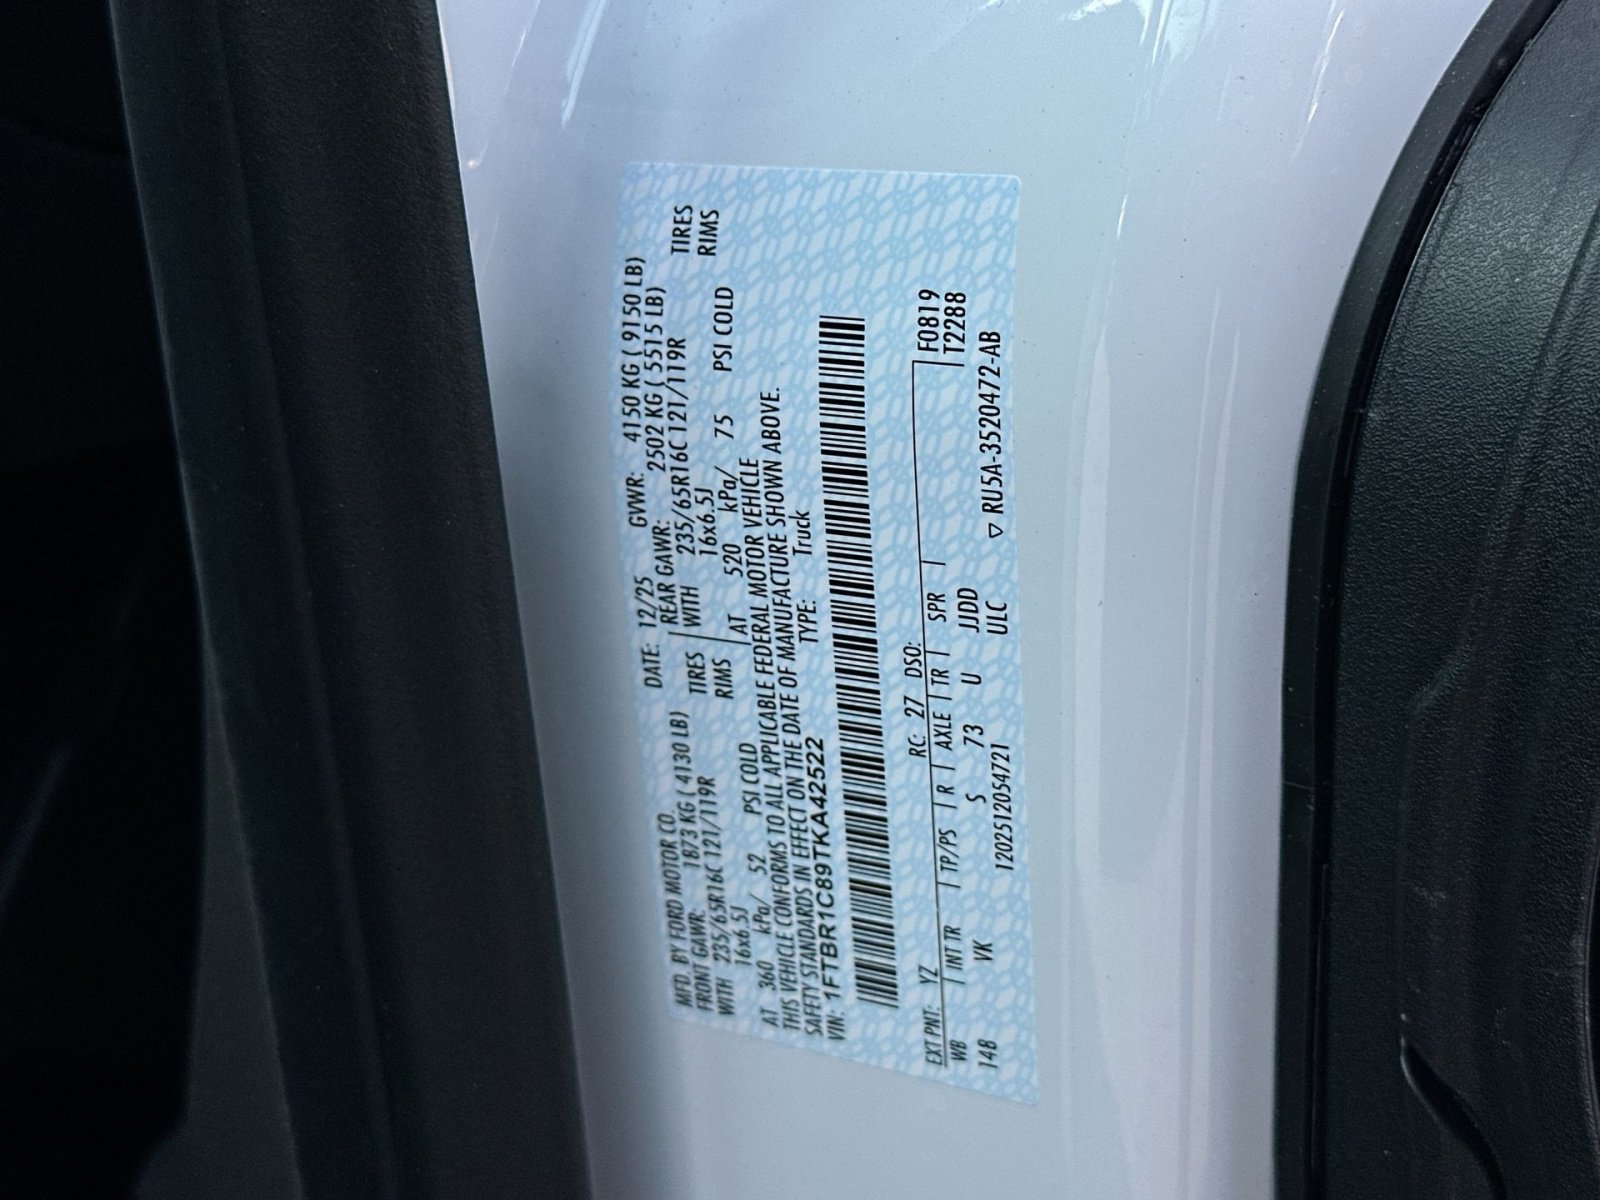 MFD. BY FORD MOTOR CO. DATE: 12/25 GVWR: 4150 KG ( 9150 LB)
FRONT GAWR: 1873 KG ( 4130 LB) REAR GAWR: 2502 KG ( 5515 LB)
WITH 235/65R16C 121/119R TIRES WITH 235/65R16C 121/119R TIRES
16x6.5J RIMS 16x6.5J RIMS
AT 360 kPa/ 52 PSI COLD AT 520 kPa/ 75 PSI COLD
THIS VEHICLE CONFORMS TO ALL APPLICABLE FEDERAL MOTOR VEHICLE
SAFETY STANDARDS IN EFFECT ON THE DATE OF MANUFACTURE SHOWN ABOVE.
VIN: 1FTBR1C89TKA42522 TYPE: Truck
EXT PNT: YZ RC: 27 DSO: F0819
WB INT TR TP/PS R AXLE TR SPR T2288
148 VK S 73 U JJDD
1202512054721 ULC ▽ RU5A-3520472-AB